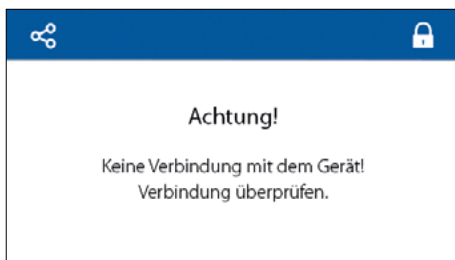 Achtung!
Keine Verbindung mit dem Gerät!
Verbindung überprüfen.